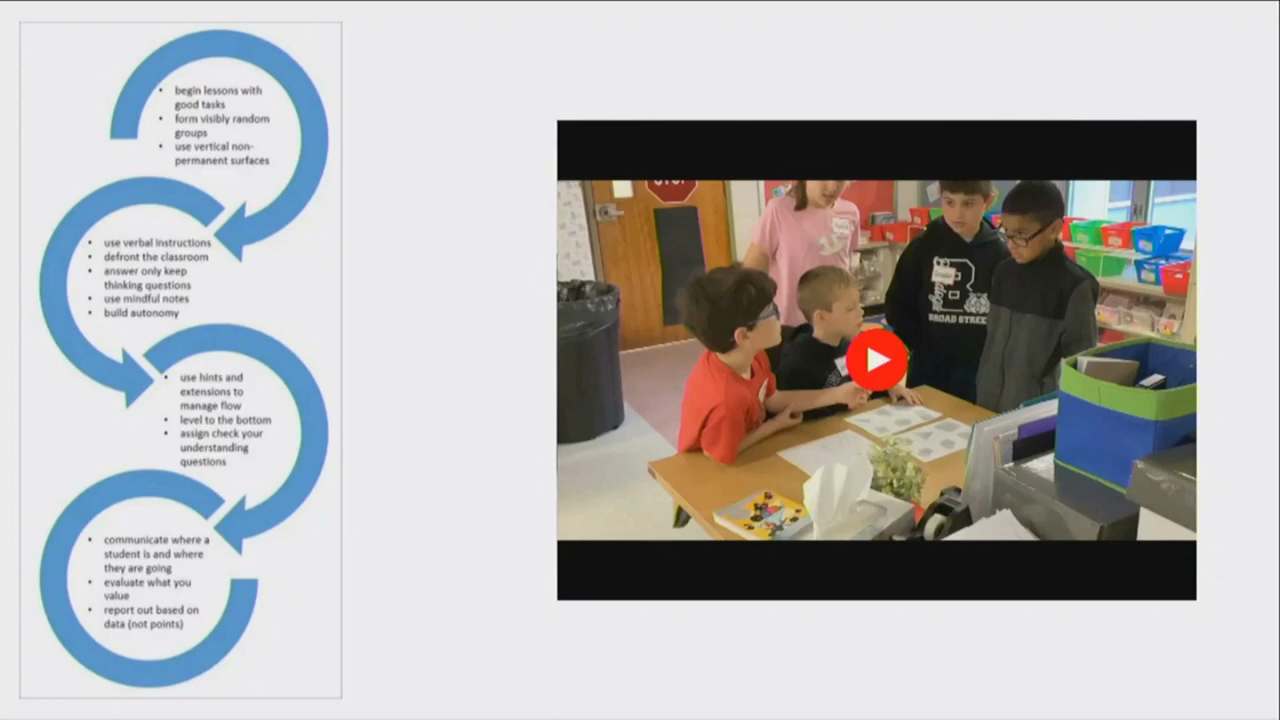 • begin lessons with
good tasks
• form visibly random
groups
• use vertical non-
permanent surfaces
• use verbal instructions
• defront the classroom
• answer only keep
thinking questions
• use mindful notes
• build autonomy
• use hints and
extensions to
manage flow
• level to the bottom
• assign check your
understanding
questions
• communicate where a
student is and where
they are going
• evaluate what you
value
• report out based on
data (not points)
STOP
BROAD STREE